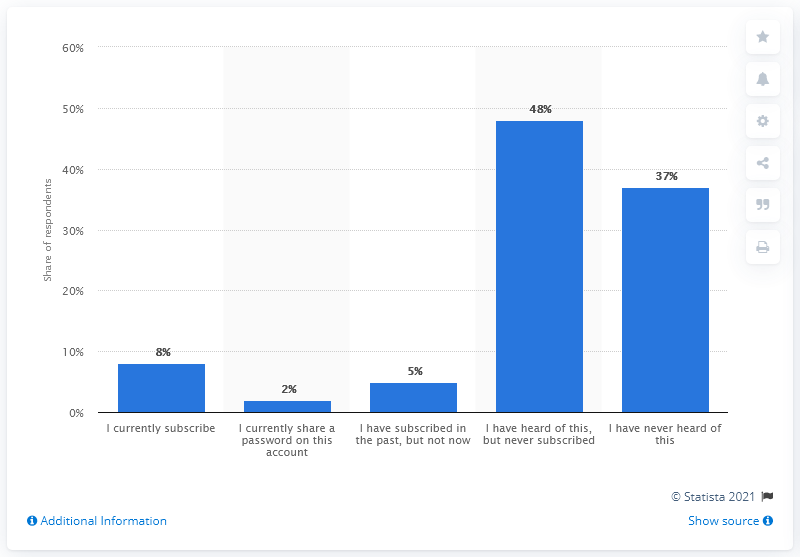 60%
50%
40%
30%
20%
10%
0%
Share of respondents
8%
2%
5%
48%
37%
I currently subscribe
I currently share a
password on this
account
I have subscribed in
the past, but not now
I have heard of this,
but never subscribed
I have never heard of
this
© Statista 2021
Additional Information
Show source